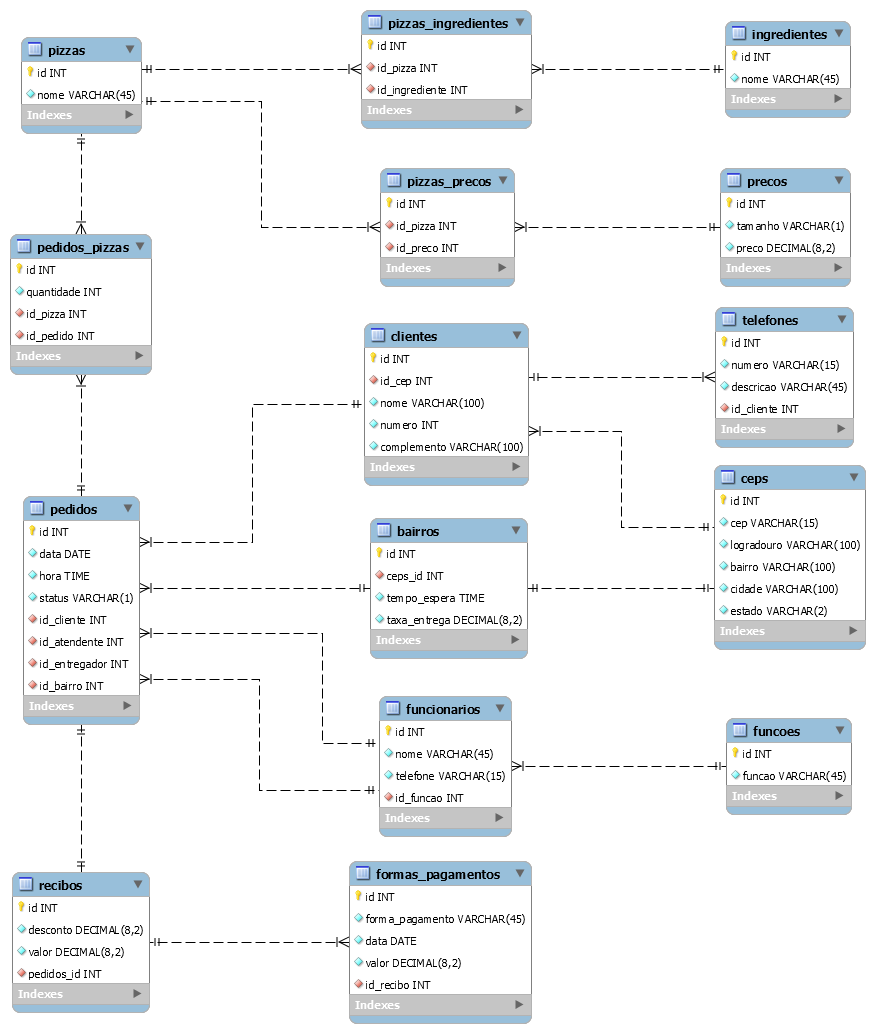 pizzas
id INT
nome VARCHAR(45)
Indexes
pizzas_ingredientes
id INT
id_pizza INT
id_ingrediente INT
Indexes
ingredientes
id INT
nome VARCHAR(45)
Indexes
pizzas_precos
id INT
id_pizza INT
id_preco INT
Indexes
precos
id INT
tamanho VARCHAR(1)
preco DECIMAL(8,2)
Indexes
pedidos_pizzas
id INT
quantidade INT
id_pizza INT
id_pedido INT
Indexes
clientes
id INT
id_cep INT
nome VARCHAR(100)
numero INT
complemento VARCHAR(100)
Indexes
telefones
id INT
numero VARCHAR(15)
descricao VARCHAR(45)
id_cliente INT
Indexes
ceps
id INT
cep VARCHAR(15)
logradouro VARCHAR(100)
bairro VARCHAR(100)
cidade VARCHAR(100)
estado VARCHAR(2)
Indexes
pedidos
id INT
data DATE
hora TIME
status VARCHAR(1)
id_cliente INT
id_atendente INT
id_entregador INT
id_bairro INT
Indexes
bairros
id INT
ceps_id INT
tempo_espera TIME
taxa_entrega DECIMAL(8,2)
Indexes
funcionarios
id INT
nome VARCHAR(45)
telefone VARCHAR(15)
id_funcao INT
Indexes
funcoes
id INT
funcao VARCHAR(45)
Indexes
recibos
id INT
desconto DECIMAL(8,2)
valor DECIMAL(8,2)
pedidos_id INT
Indexes
formas_pagamentos
id INT
forma_pagamento VARCHAR(45)
data DATE
valor DECIMAL(8,2)
id_recibo INT
Indexes